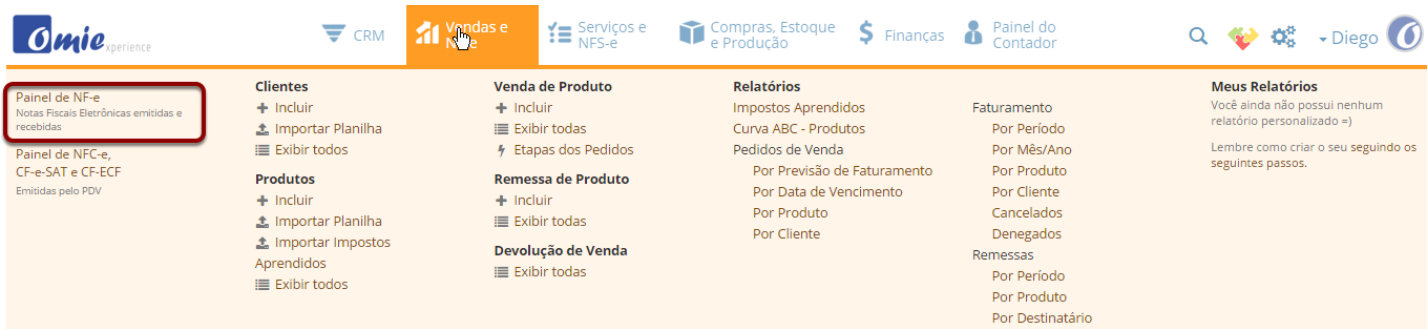 Omie xperience
CRM
Vendas e
NF-e
Serviços e
NFS-e
Compras, Estoque
e Produção
Finanças
Painel do
Contador
Diego
Painel de NF-e
Notas Fiscais Eletrônicas emitidas e
recebidas
Painel de NFC-e,
CF-e-SAT e CF-ECF
Emitidas pelo PDV
Clientes
Incluir
Importar Planilha
Exibir todos
Produtos
Incluir
Importar Planilha
Importar Impostos
Aprendidos
Exibir todos
Venda de Produto
Incluir
Exibir todas
Etapas dos Pedidos
Remessa de Produto
Incluir
Exibir todas
Devolução de Venda
Exibir todas
Relatórios
Impostos Aprendidos
Curva ABC - Produtos
Pedidos de Venda
Por Previsão de Faturamento
Por Data de Vencimento
Por Produto
Por Cliente
Faturamento
Por Período
Por Mês/Ano
Por Produto
Por Cliente
Cancelados
Denegados
Remessas
Por Período
Por Produto
Por Destinatário
Meus Relatórios
Você ainda não possui nenhum
relatório personalizado =)
Lembre como criar o seu seguindo os
seguintes passos.